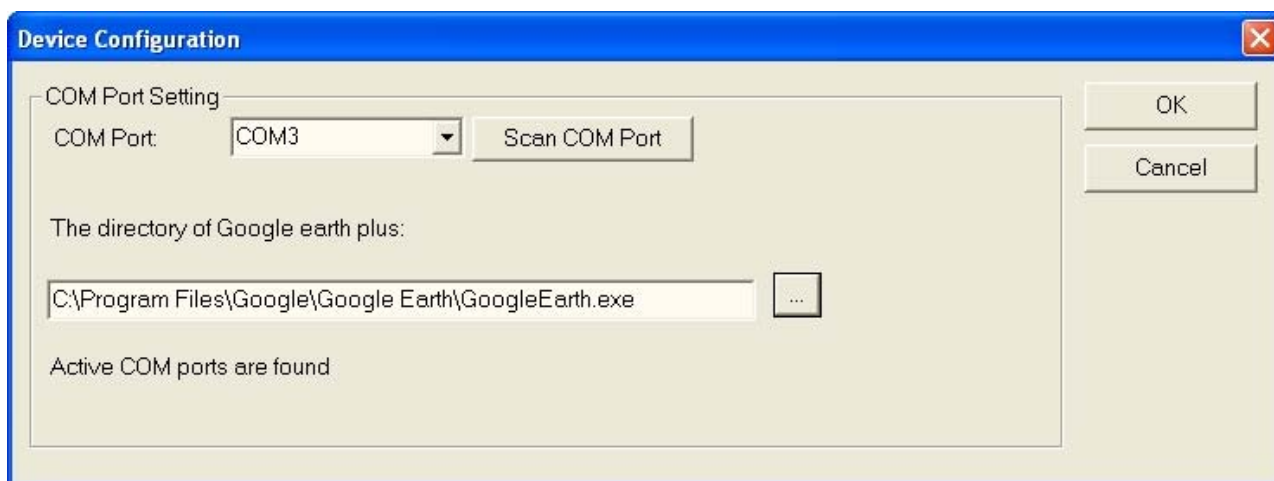 Device Configuration
COM Port Setting
COM Port: COM3 Scan COM Port
OK
Cancel
The directory of Google earth plus:
C:\Program Files\Google\Google Earth\GoogleEarth.exe ...
Active COM ports are found